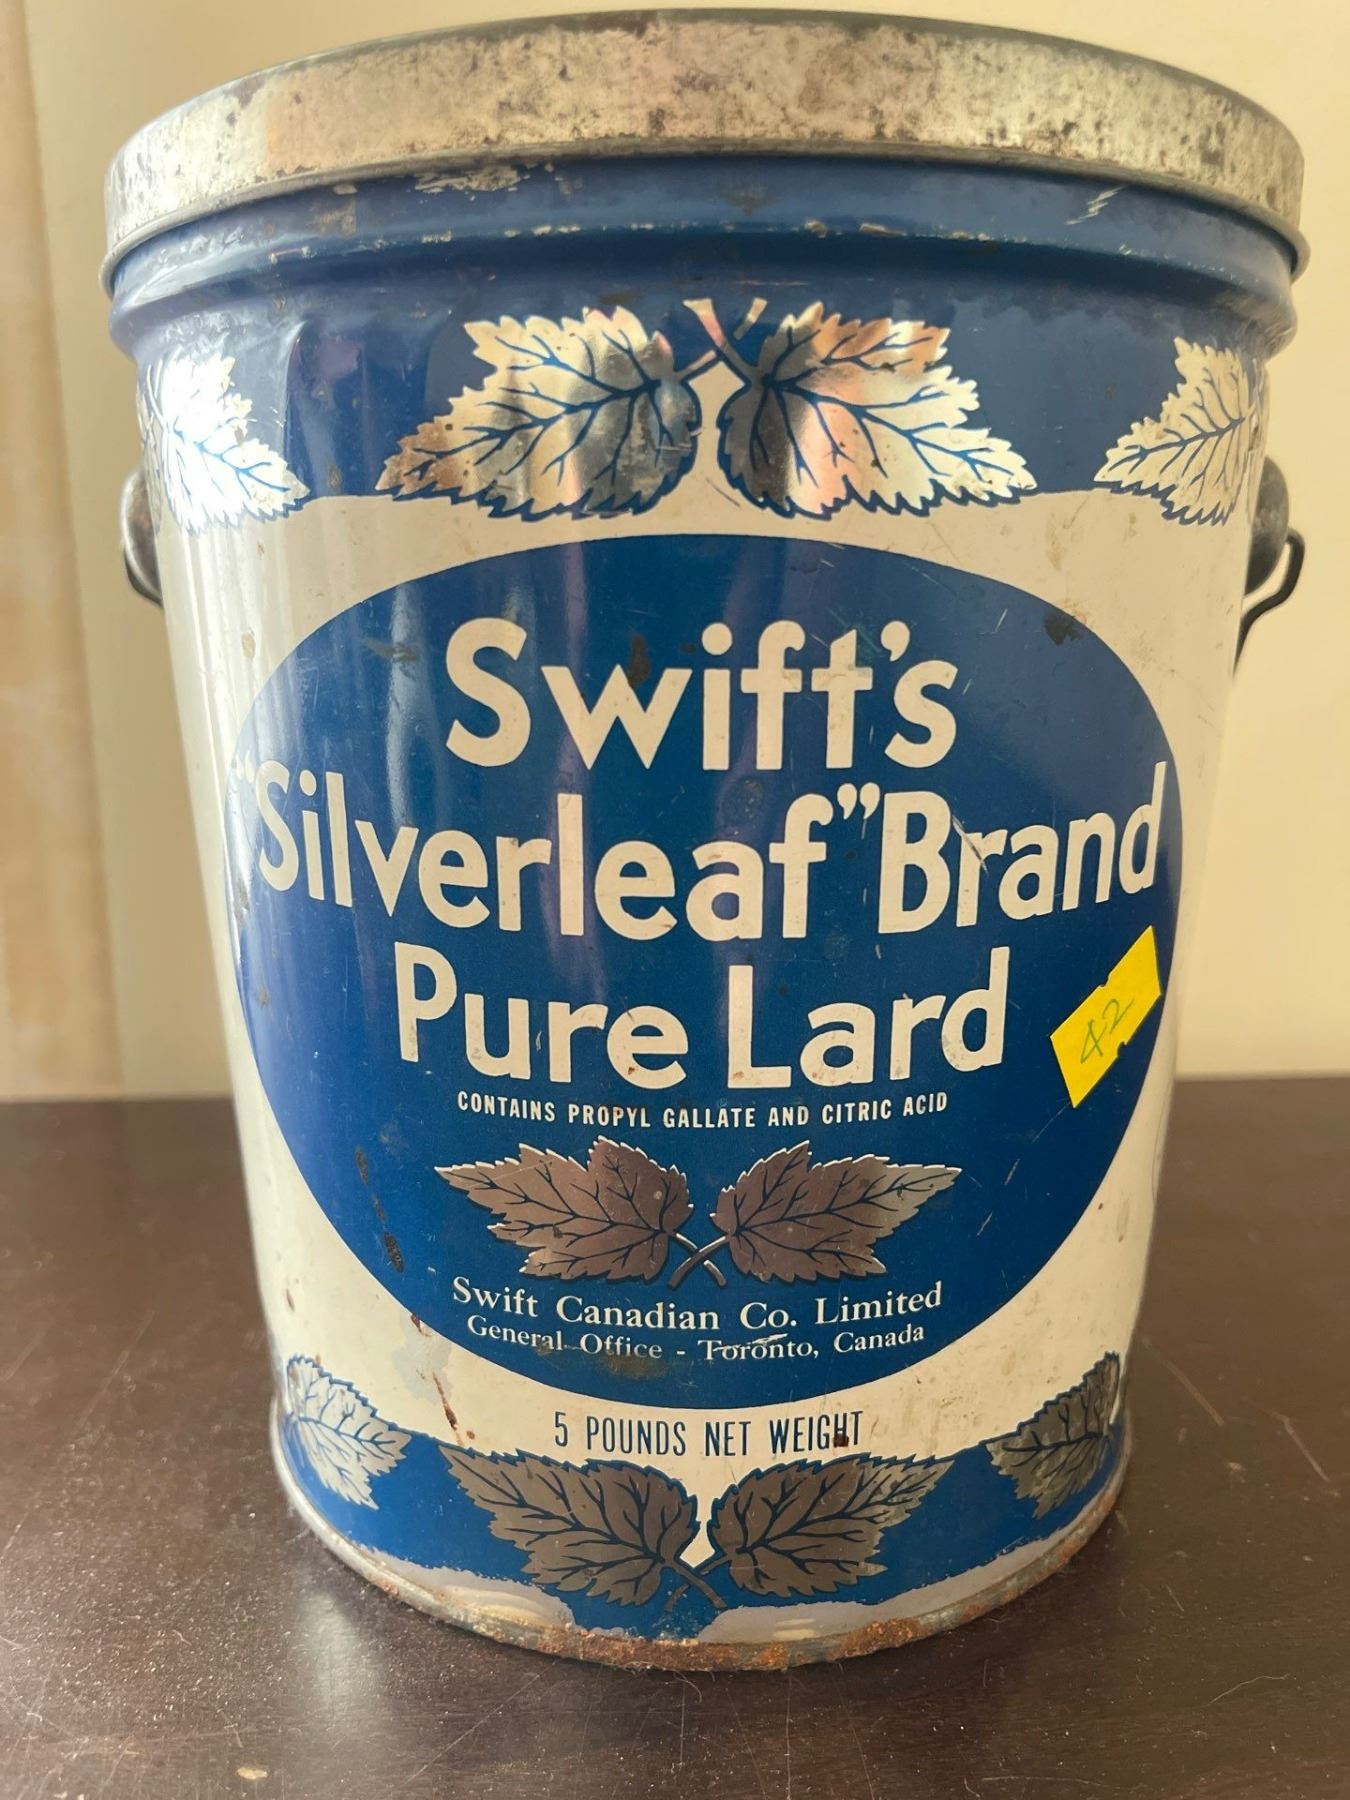 Swift's
"Silverleaf" Brand
Pure Lard
CONTAINS PROPYL GALLATE AND CITRIC ACID
42
Swift Canadian Co. Limited
General Office - Toronto, Canada
5 POUNDS NET WEIGHT